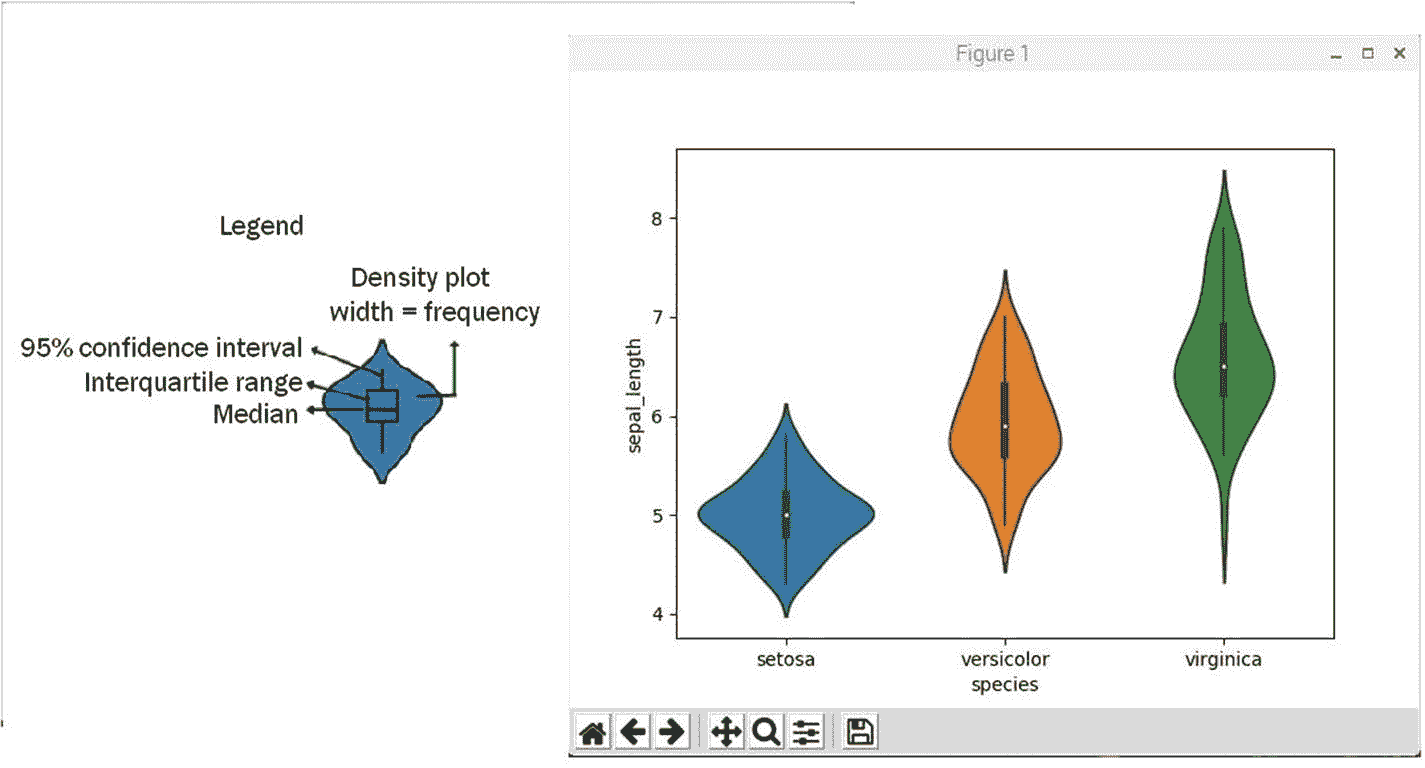 Legend
Density plot
width = frequency
95% confidence interval
Interquartile range
Median
Figure 1
8
7
6
5
4
sepal_length
setosa
versicolor
virginica
species